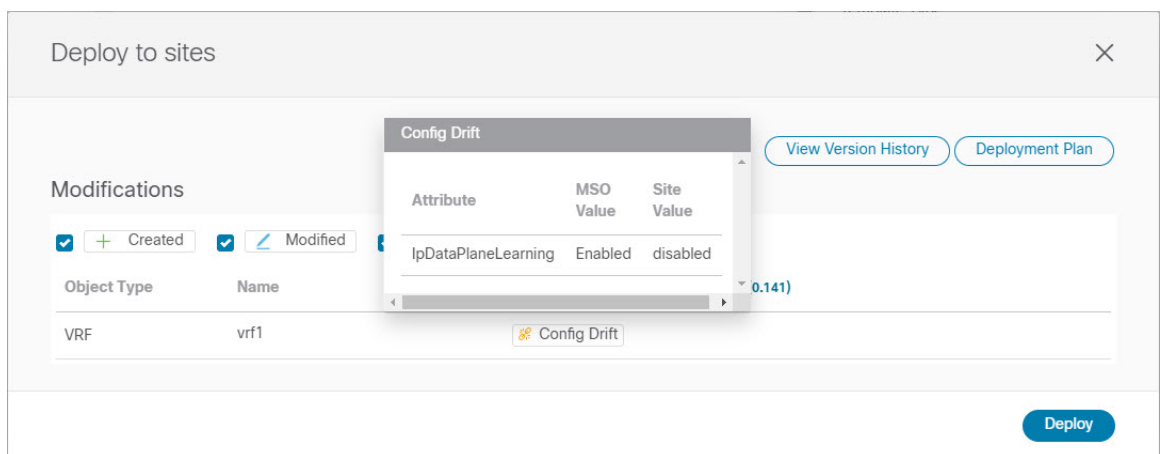 Deploy to sites
Config Drift
View Version History
Deployment Plan
Attribute
MSO Value
Site Value
IpDataPlaneLearning Enabled disabled
Modifications
Created
Modified
Object Type Name
0.141)
VRF vrf1 Config Drift
Deploy